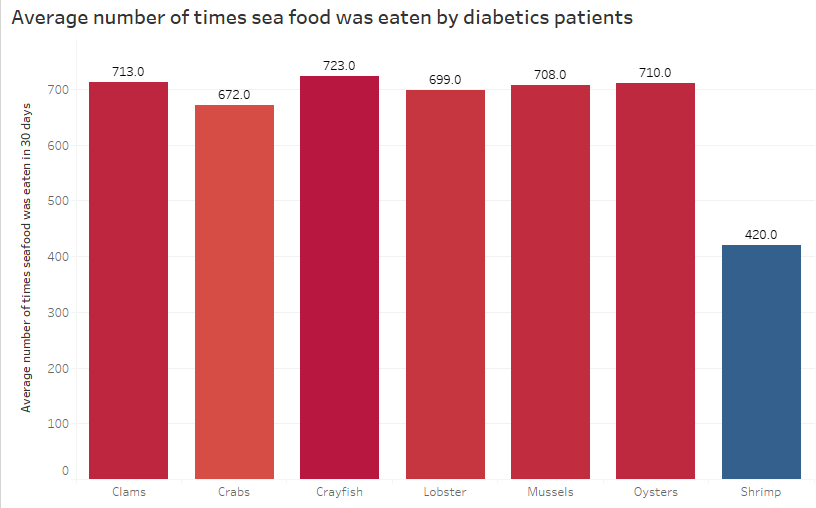 Average number of times sea food was eaten by diabetics patients
Average number of times seafood was eaten in 30 days
700
600
500
400
300
200
100
0
713.0
672.0
723.0
699.0
708.0
710.0
420.0
Clams
Crabs
Crayfish
Lobster
Mussels
Oysters
Shrimp